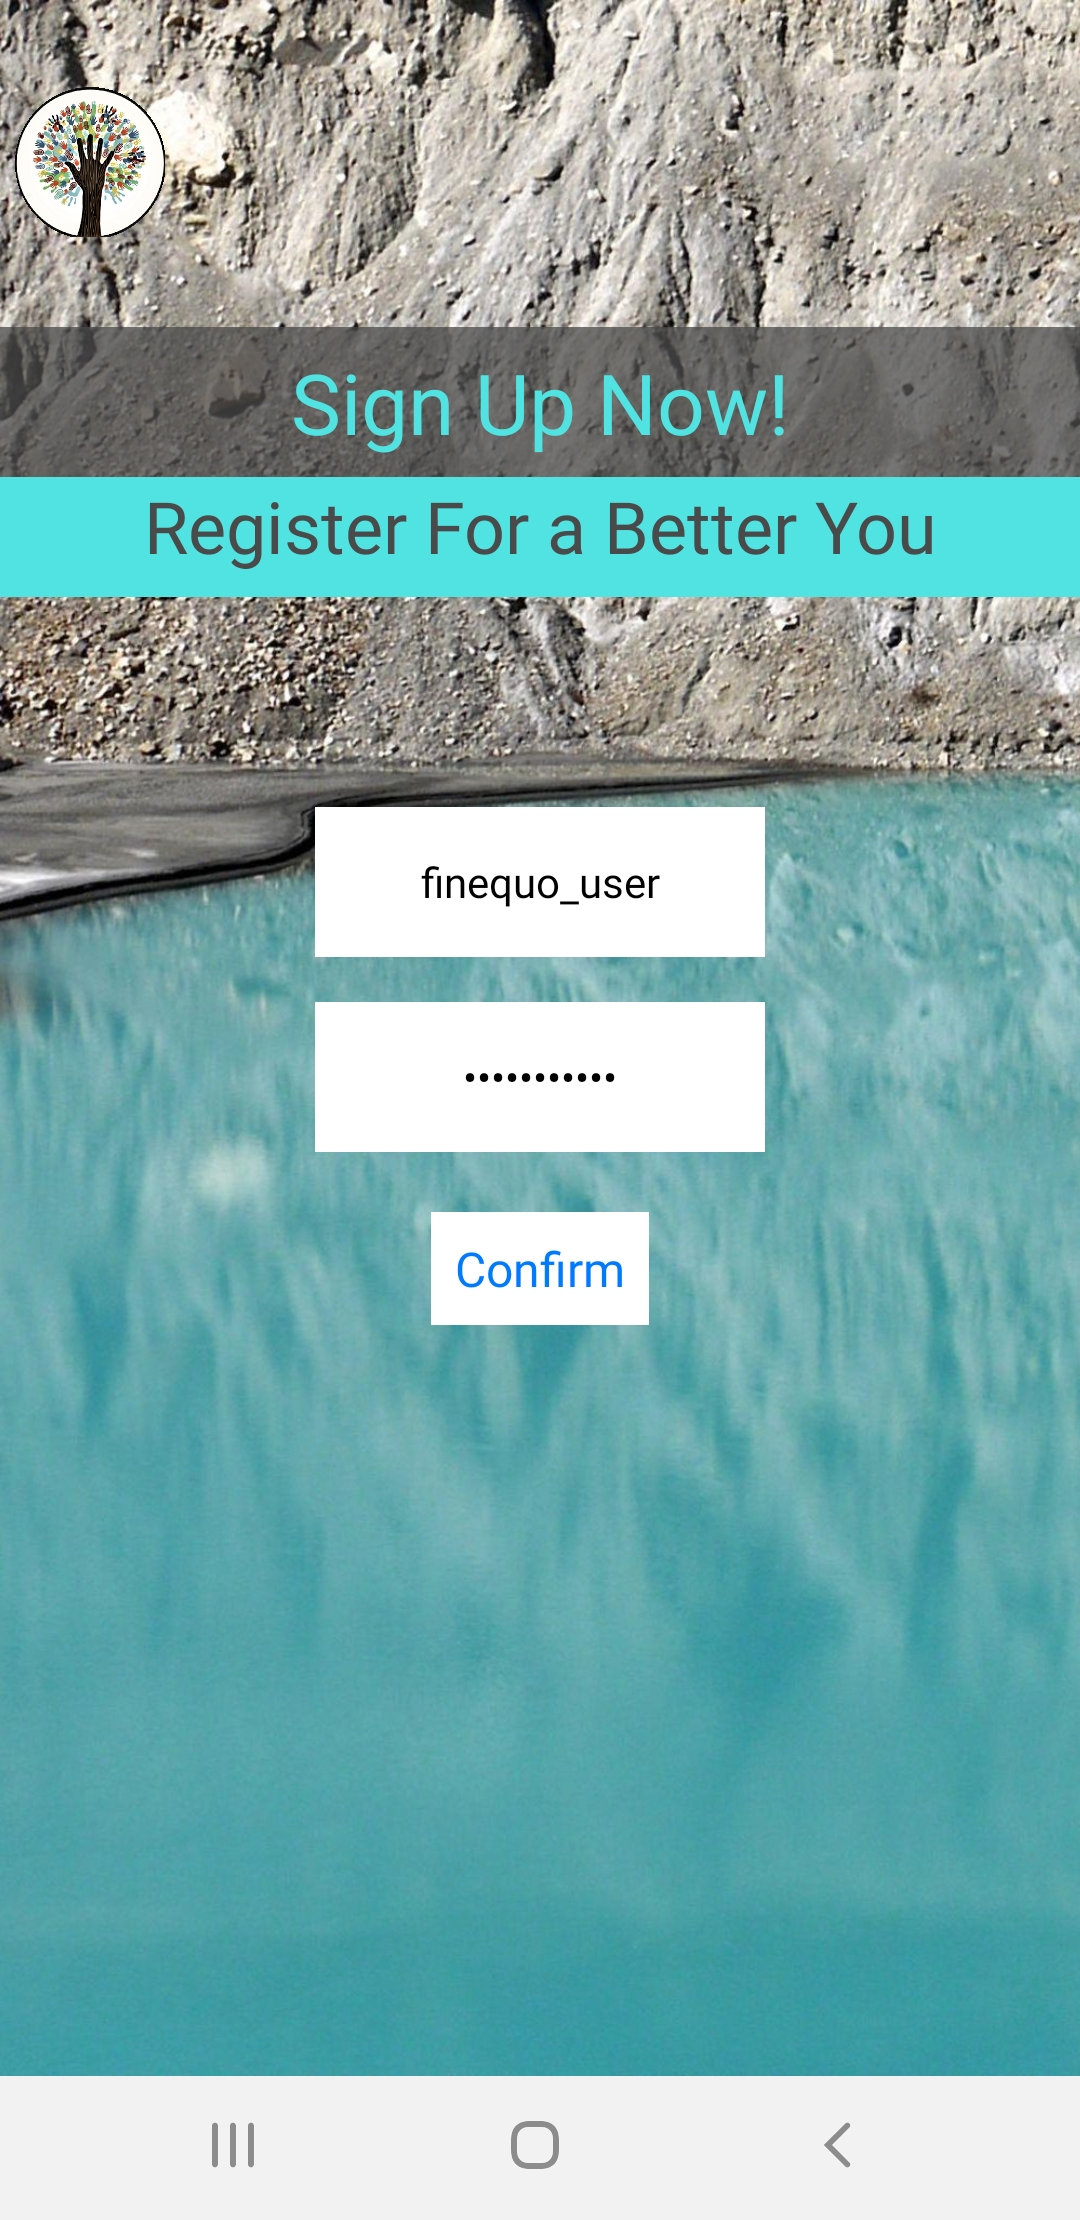 Sign Up Now!
Register For a Better You
finequo_user
•••••••••••
Confirm